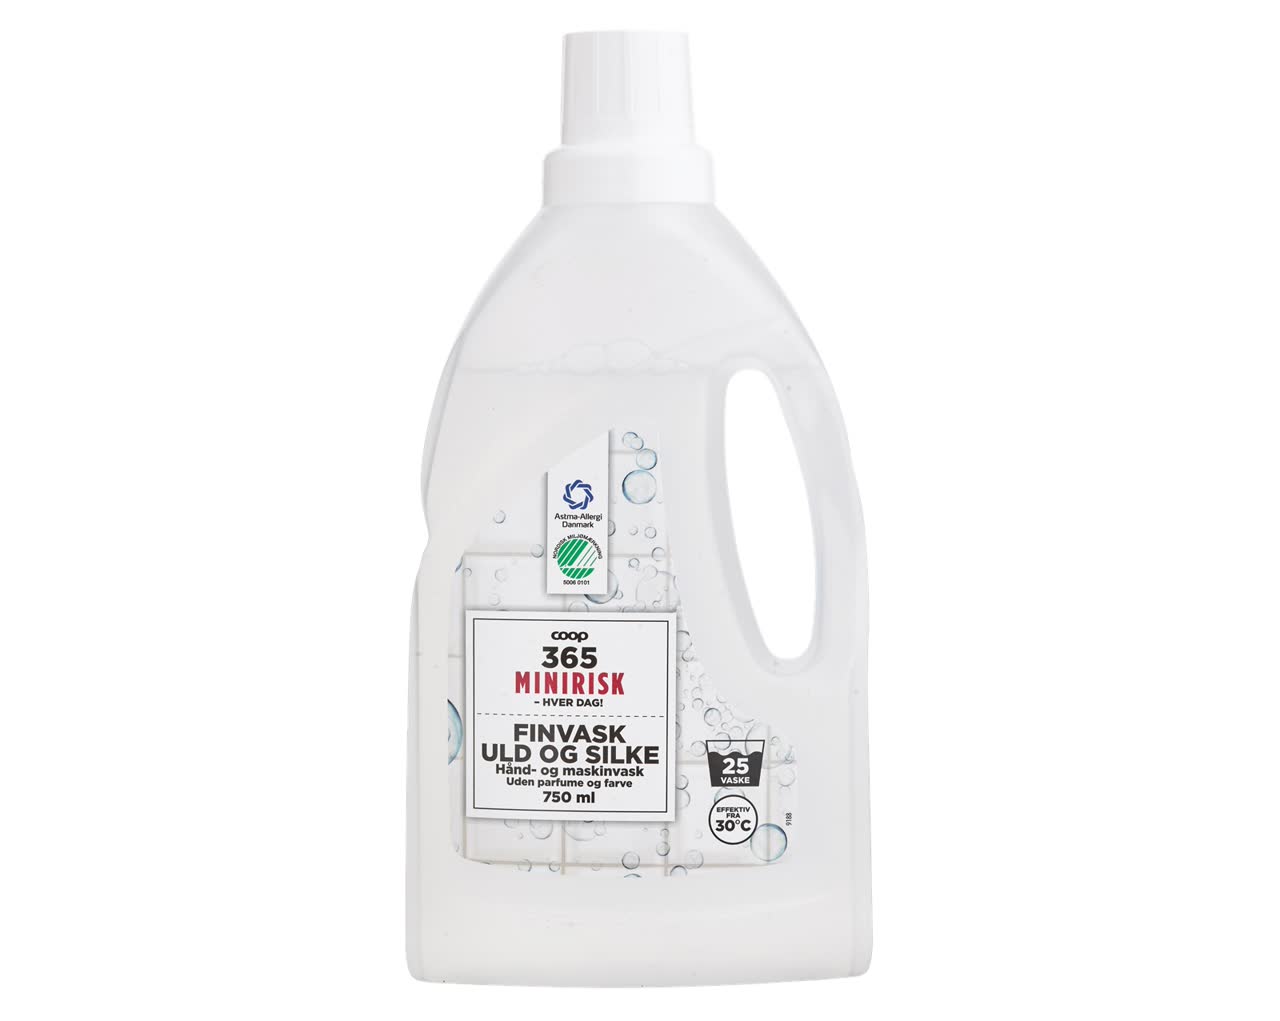 Astma-Allergi
Danmark
NORDISK MILJØMÆRKNING
5006 0101
coop
365
MINIRISK
– HVER DAG!
FINVASK
ULD OG SILKE
Hånd- og maskinvask
Uden parfume og farve
750 ml
25
VASKE
EFFEKTIV
FRA
30°C
9188